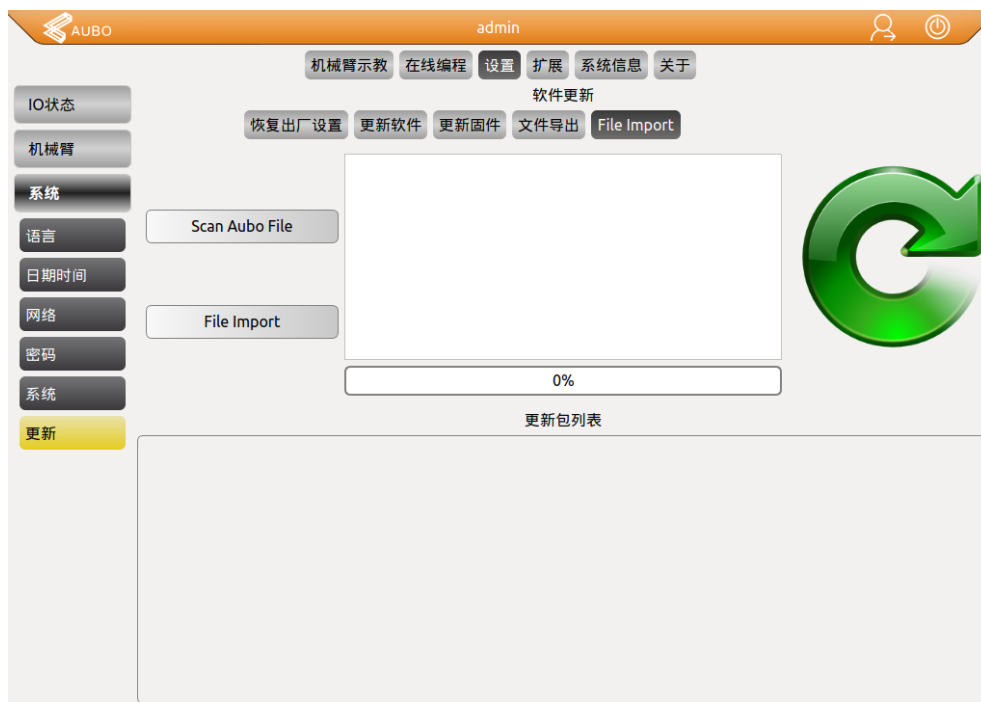 AUBO
admin
机械臂示教 在线编程 设置 扩展 系统信息 关于
软件更新
恢复出厂设置 更新软件 更新固件 文件导出 File Import
IO状态
机械臂
系统
语言
日期时间
网络
密码
系统
更新
Scan Aubo File
File Import
0%
更新包列表